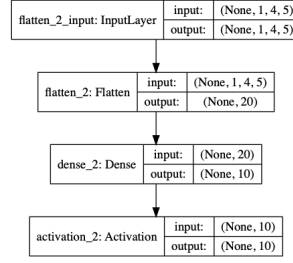 flatten_2_input: InputLayer
input: (None, 1, 4, 5)
output: (None, 1, 4, 5)
flatten_2: Flatten
input: (None, 1, 4, 5)
output: (None, 20)
dense_2: Dense
input: (None, 20)
output: (None, 10)
activation_2: Activation
input: (None, 10)
output: (None, 10)